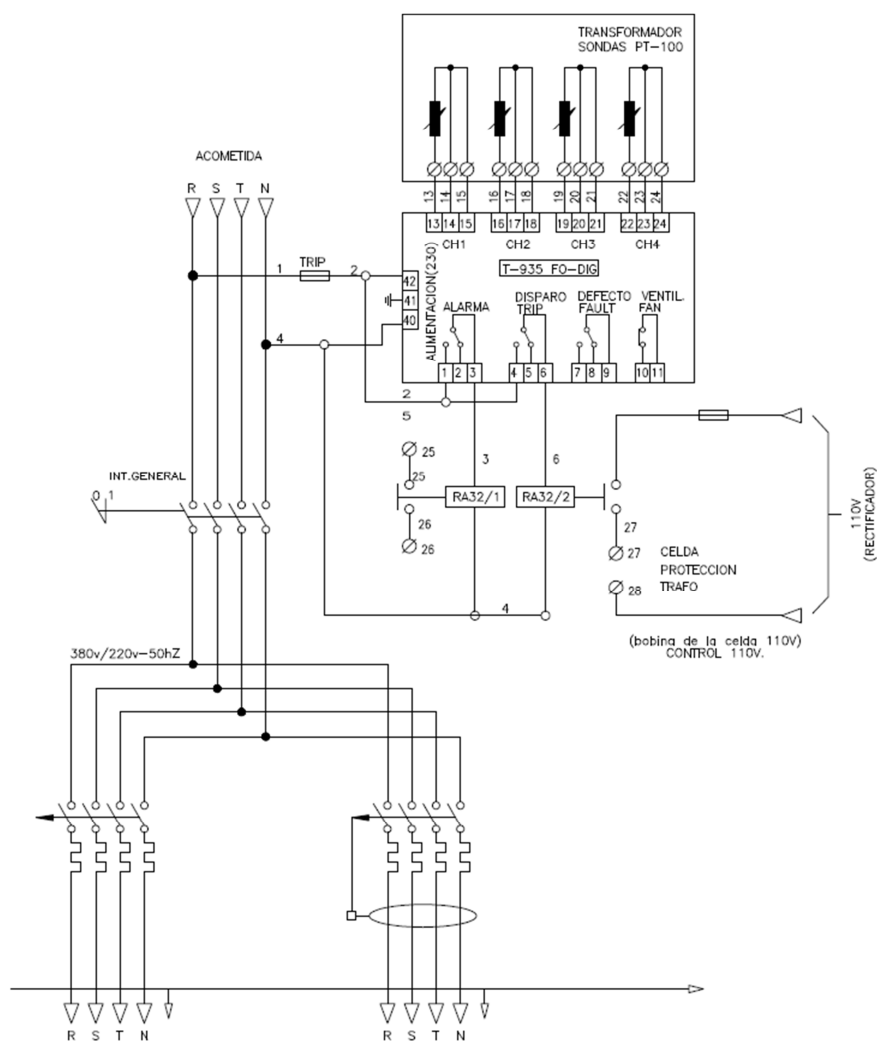 TRANSFORMADOR
SONDAS PT-100
ACOMETIDA
R S T N
13 14 15 16 17 18 19 20 21 22 23 24
13 14 15 16 17 18 19 20 21 22 23 24
CH1 CH2 CH3 CH4
T-935 FO-DIG
1 TRIP 2
ALIMENTACION(230)
42
41
40
4
ALARMA
DISPARO
TRIP
DEFECTO
FAULT
VENTIL.
FAN
1 2 3 4 5 6 7 8 9 10 11
2
5
25
25
3
6
INT.GENERAL
0 1
RA32/1
RA32/2
26
26
27
27
28
CELDA
PROTECCION
TRAFO
110V
(RECTIFICADOR)
4
(bobina de la celda 110V)
CONTROL 110V.
380v/220v-50hZ
R S T N
R S T N